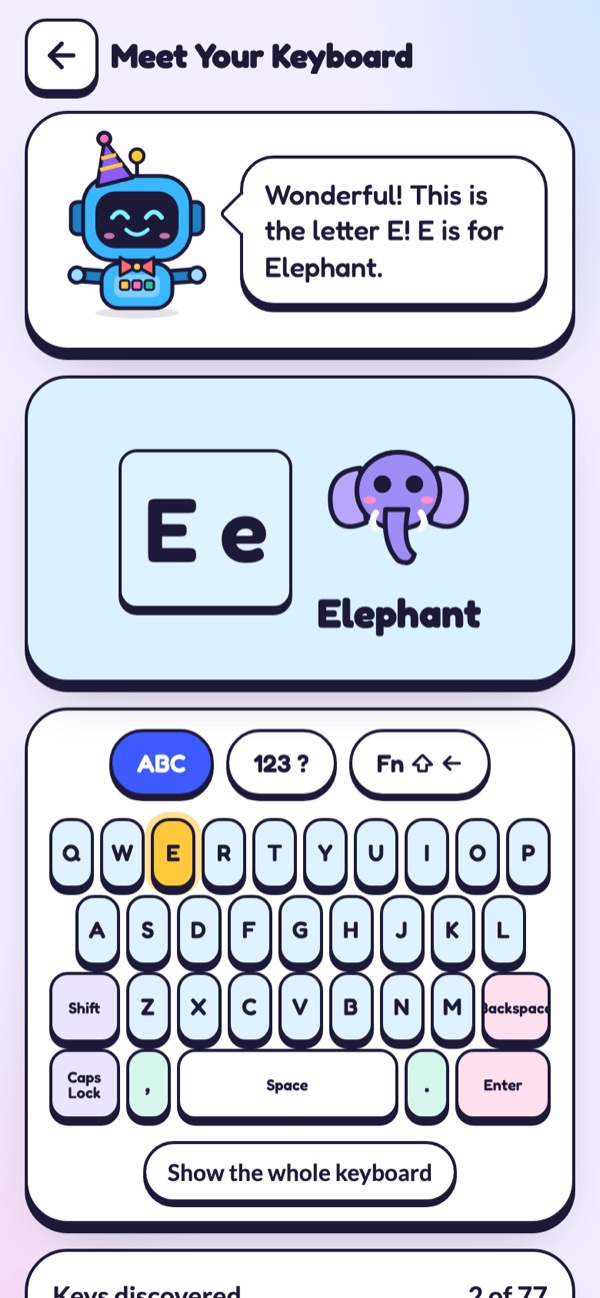 Meet Your Keyboard
Wonderful! This is
the letter E! E is for
Elephant.
E e
Elephant
ABC 123 ? Fn ⇧ ←
Q W E R T Y U I O P
A S D F G H J K L
Shift Z X C V B N M Backspace
Caps
Lock , Space . Enter
Show the whole keyboard
Keys discovered 2 of 77